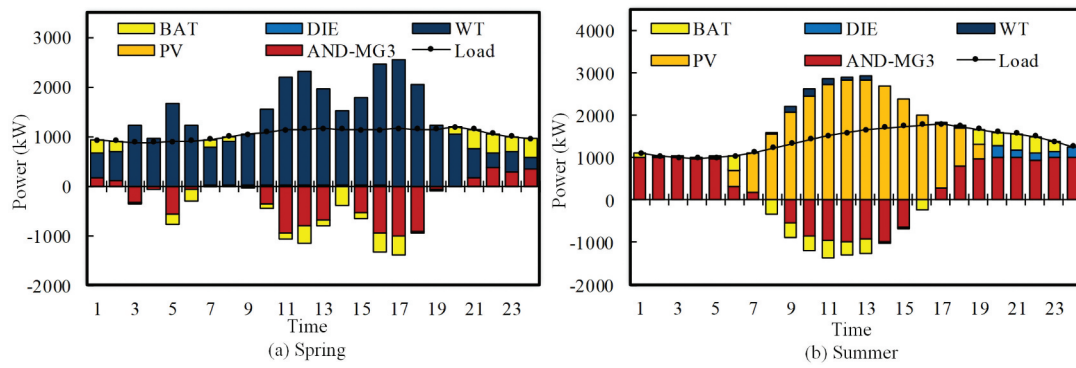 BAT DIE WT
PV AND-MG3 Load
3000
2000
1000
0
-1000
-2000
Power (kW)
1 3 5 7 9 11 13 15 17 19 21 23
Time
(a) Spring
BAT DIE WT
PV AND-MG3 Load
4000
3000
2000
1000
0
-1000
-2000
Power (kW)
1 3 5 7 9 11 13 15 17 19 21 23
Time
(b) Summer